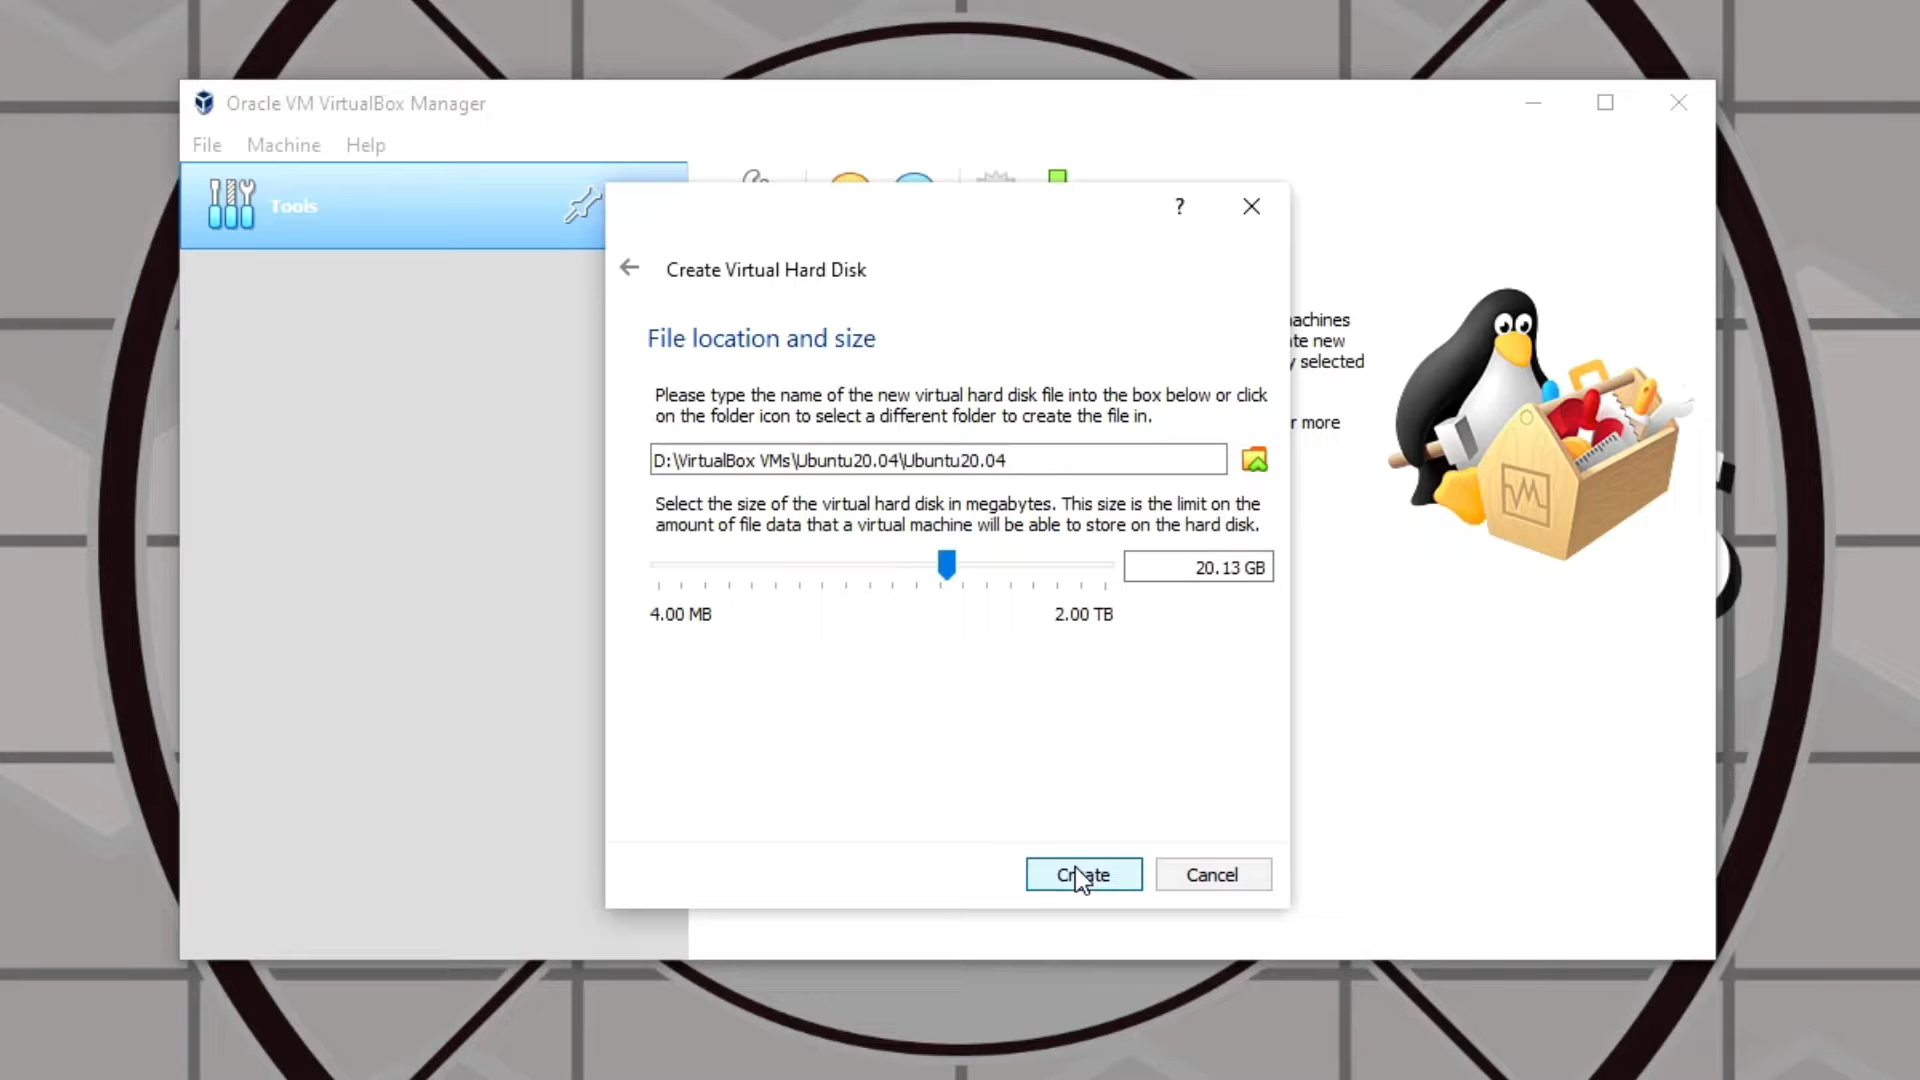 Oracle VM VirtualBox Manager
File Machine Help
Tools
?
Create Virtual Hard Disk
File location and size
Please type the name of the new virtual hard disk file into the box below or click
on the folder icon to select a different folder to create the file in.
D:\VirtualBox VMs\Ubuntu20.04\Ubuntu20.04
Select the size of the virtual hard disk in megabytes. This size is the limit on the
amount of file data that a virtual machine will be able to store on the hard disk.
20.13 GB
4.00 MB 2.00 TB
Create Cancel
achines
te new
y selected
r more